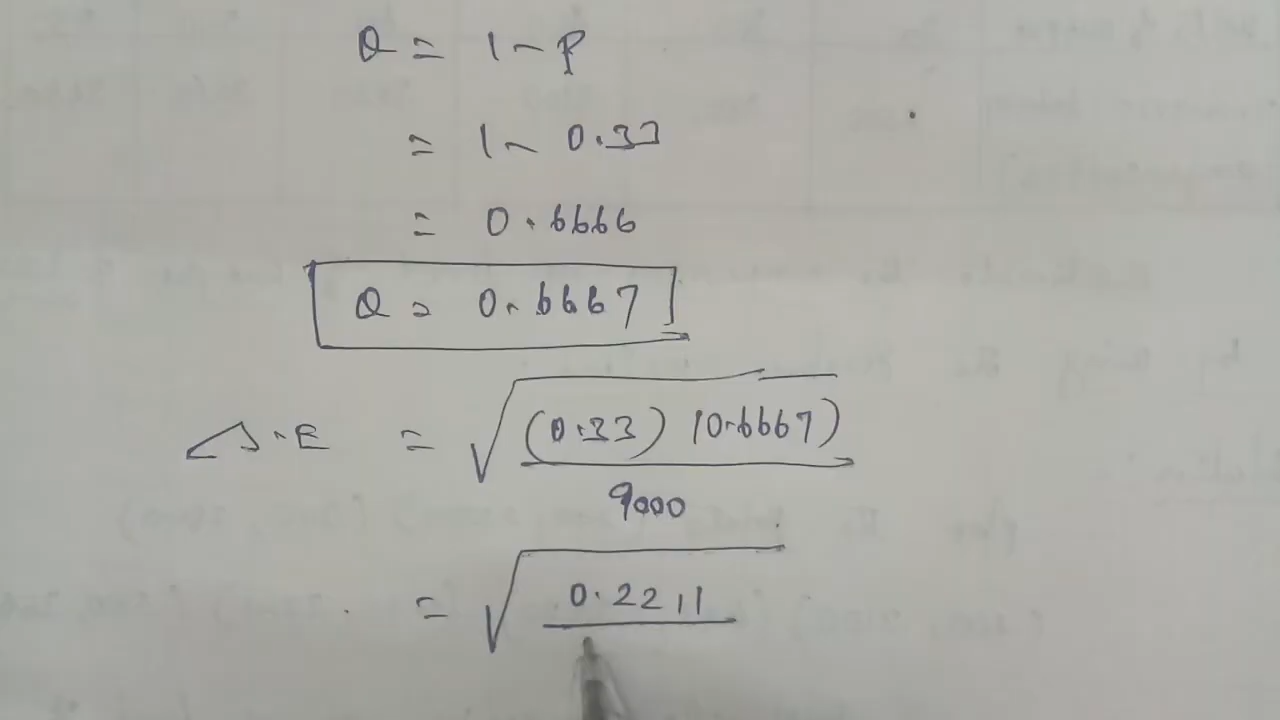 Q = 1 - P
= 1 - 0.33
= 0.6666
Q = 0.6667
S.E = √(0.33) (0.6667)
9000
= √0.2211